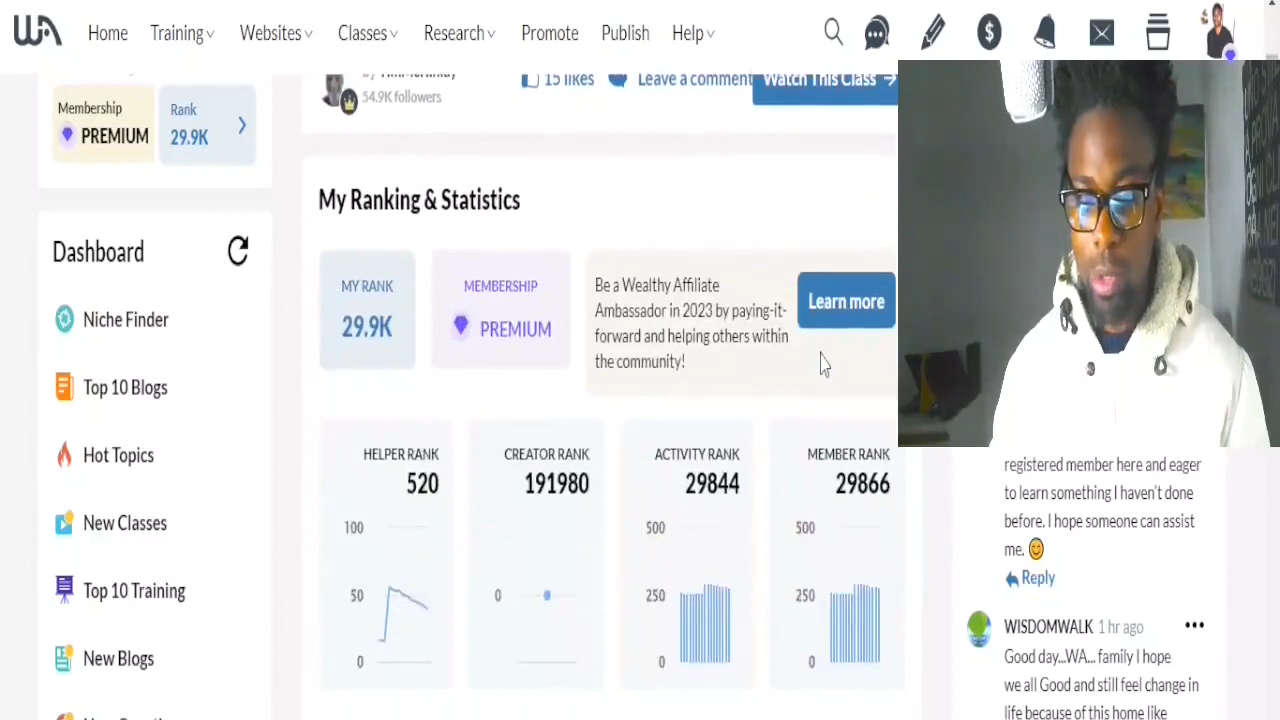 WA Home Training Websites Classes Research Promote Publish Help
Membership
PREMIUM
Rank
29.9K
Dashboard
Niche Finder
Top 10 Blogs
Hot Topics
New Classes
Top 10 Training
New Blogs
54.9K followers
15 likes
Leave a comment
Watch This Class →
My Ranking & Statistics
MY RANK
29.9K
MEMBERSHIP
PREMIUM
Be a Wealthy Affiliate
Ambassador in 2023 by paying-it-
forward and helping others within
the community!
Learn more
HELPER RANK
520
100
50
0
CREATOR RANK
191980
0
ACTIVITY RANK
29844
500
250
0
MEMBER RANK
29866
500
250
0
registered member here and eager
to learn something I haven't done
before. I hope someone can assist
me. 😊
Reply
WISDOMWALK 1 hr ago
Good day...WA... family I hope
we all Good and still feel change in
life because of this home like